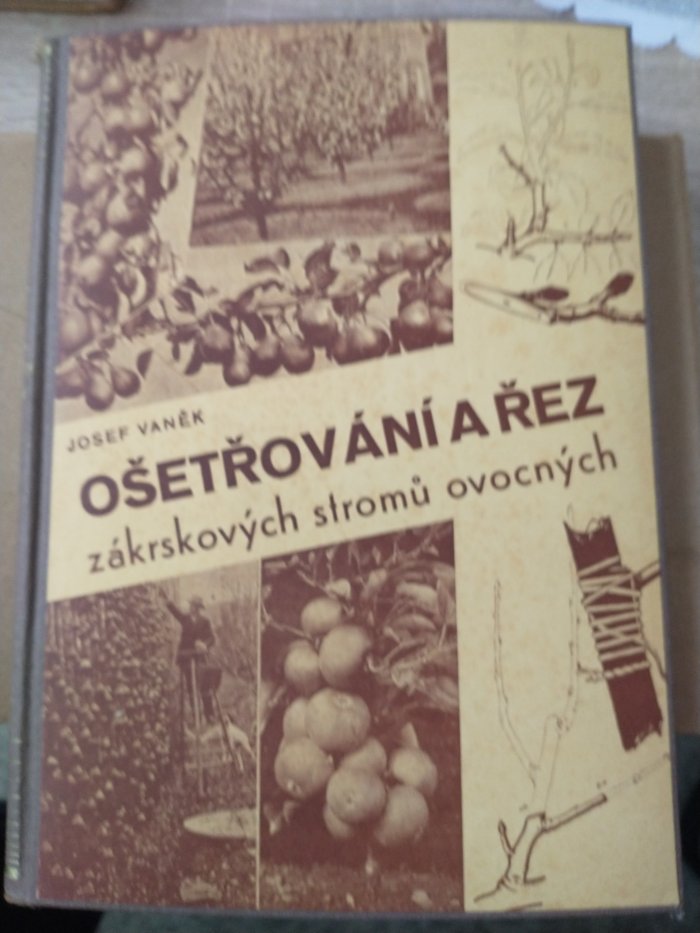 JOSEF VANĚK
OŠETŘOVÁNÍ A ŘEZ
zákrskových stromů ovocných